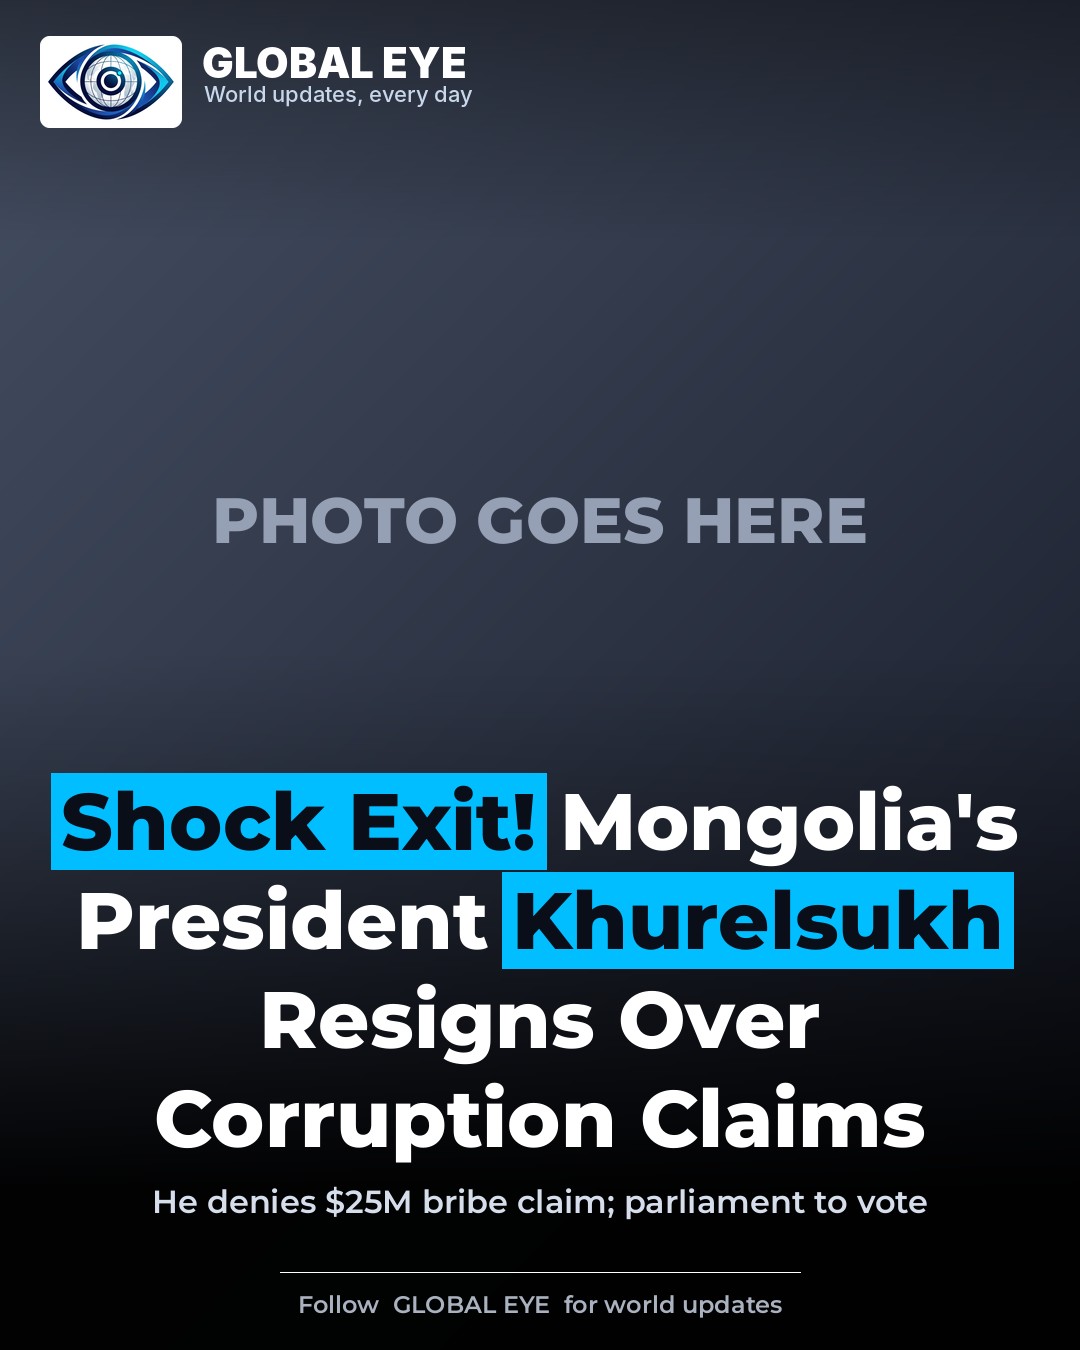 GLOBAL EYE
World updates, every day
PHOTO GOES HERE
Shock Exit! Mongolia's
President Khurelsukh
Resigns Over
Corruption Claims
He denies $25M bribe claim; parliament to vote
Follow GLOBAL EYE for world updates